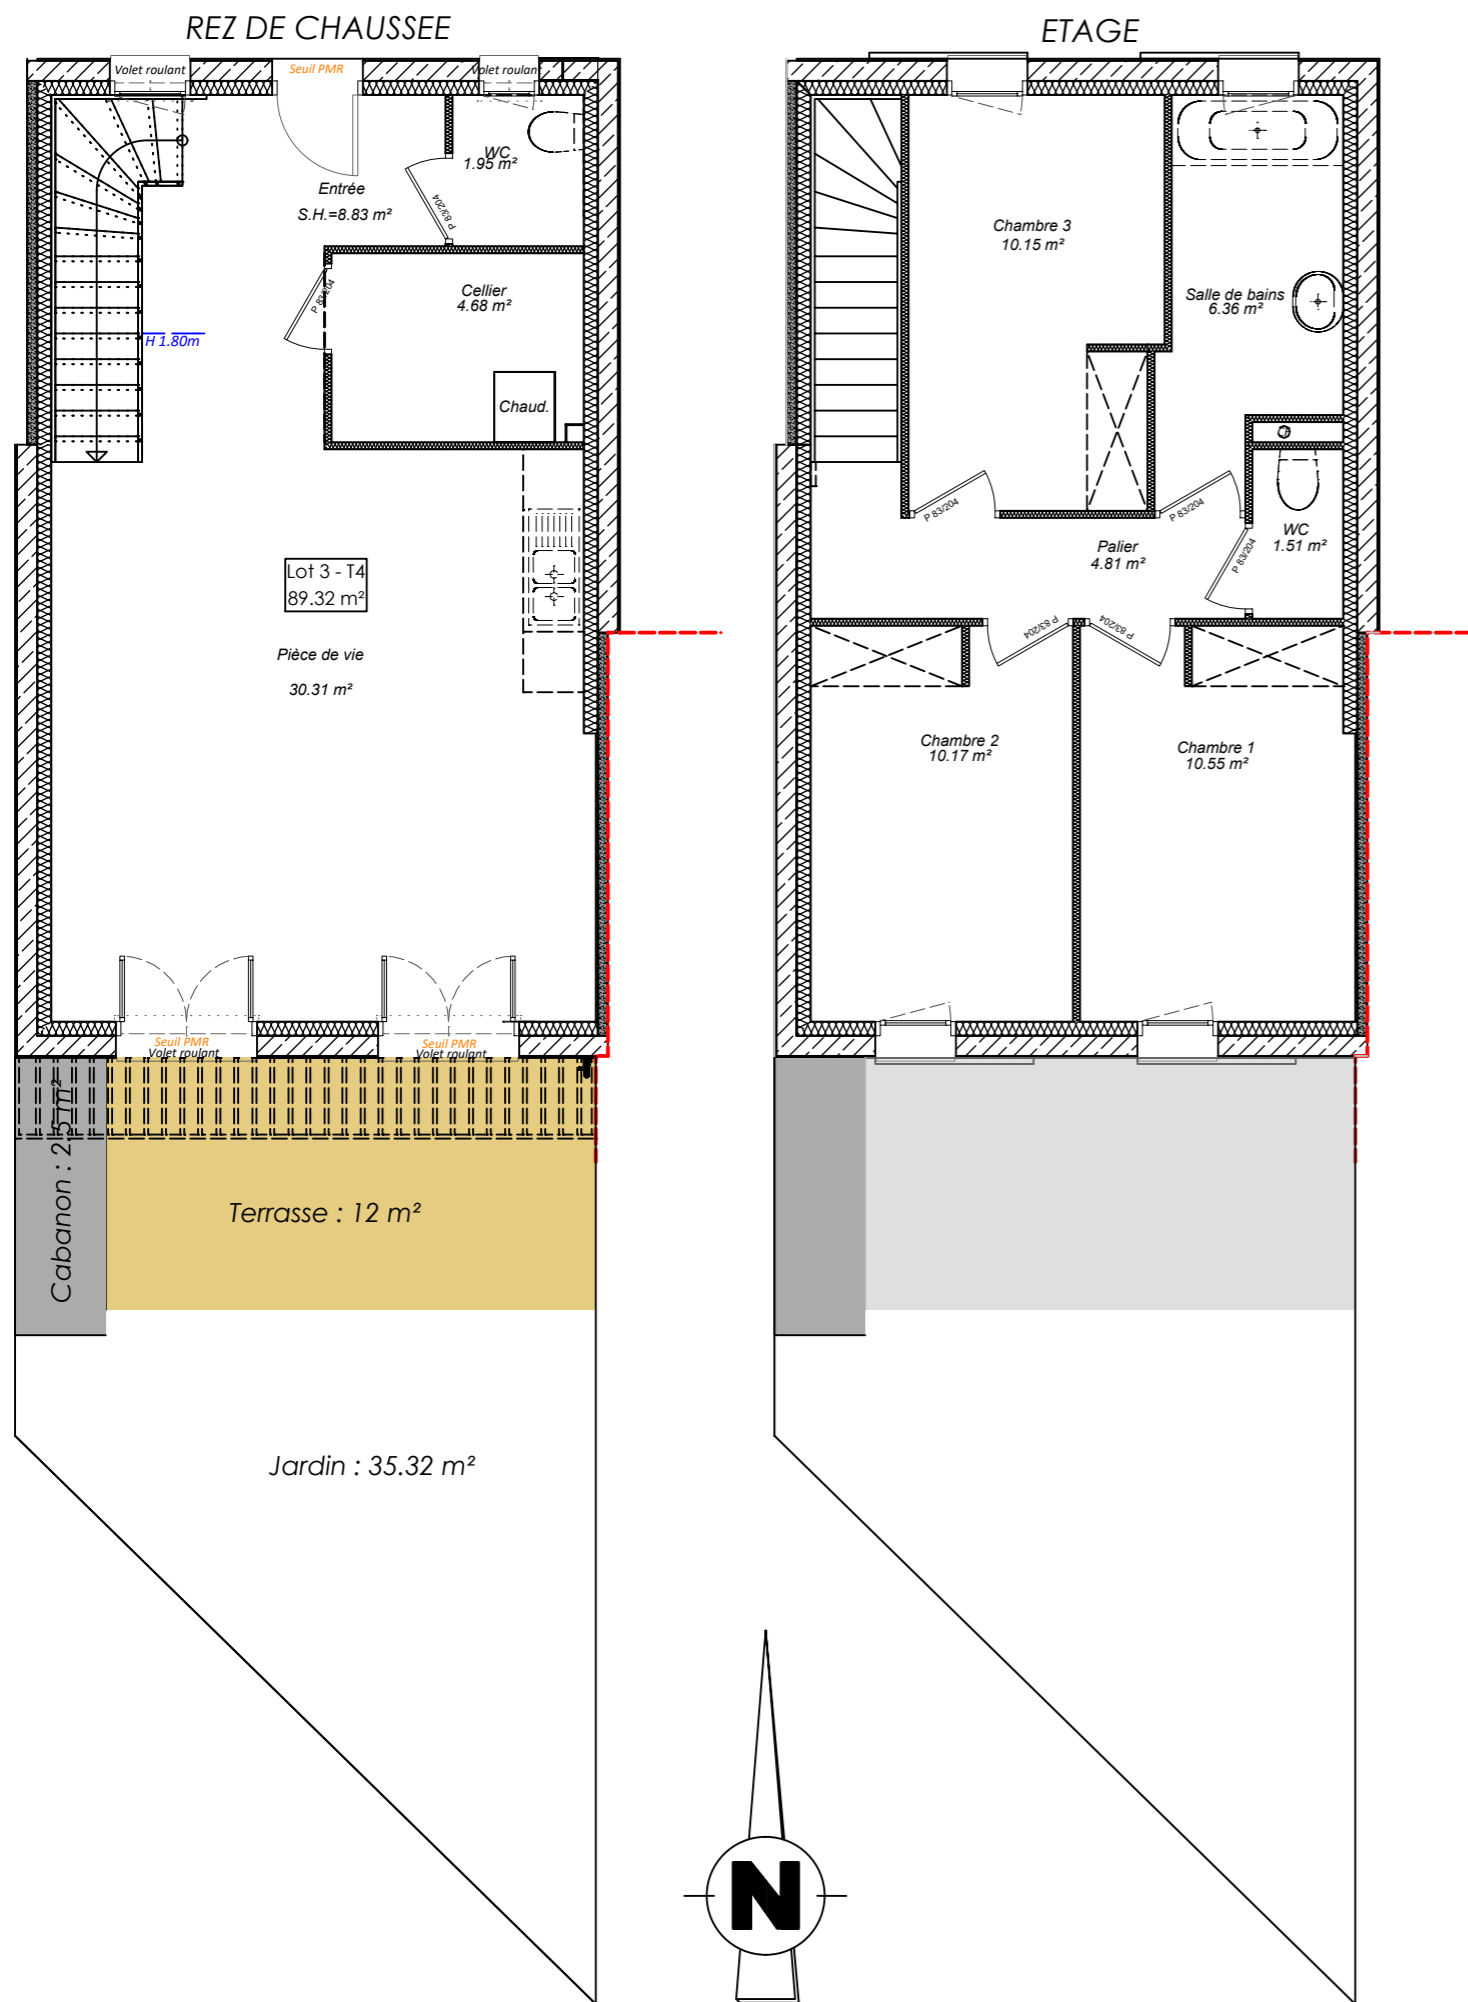 REZ DE CHAUSSEE
ETAGE
Volet roulant
Seuil PMR
Volet roulant
WC
1.95 m²
Entrée
S.H.=8.83 m²
P 83/204
Cellier
4.68 m²
P 83/204
H 1.80m
Chaud.
Lot 3 - T4
89.32 m²
Pièce de vie
30.31 m²
Seuil PMR
Volet roulant
Seuil PMR
Volet roulant
Cabanon : 2.5 m²
Terrasse : 12 m²
Jardin : 35.32 m²
Chambre 3
10.15 m²
Salle de bains
6.36 m²
P 83/204
P 83/204
WC
1.51 m²
Palier
4.81 m²
P 83/204
P 83/204
P 83/204
Chambre 2
10.17 m²
Chambre 1
10.55 m²
N